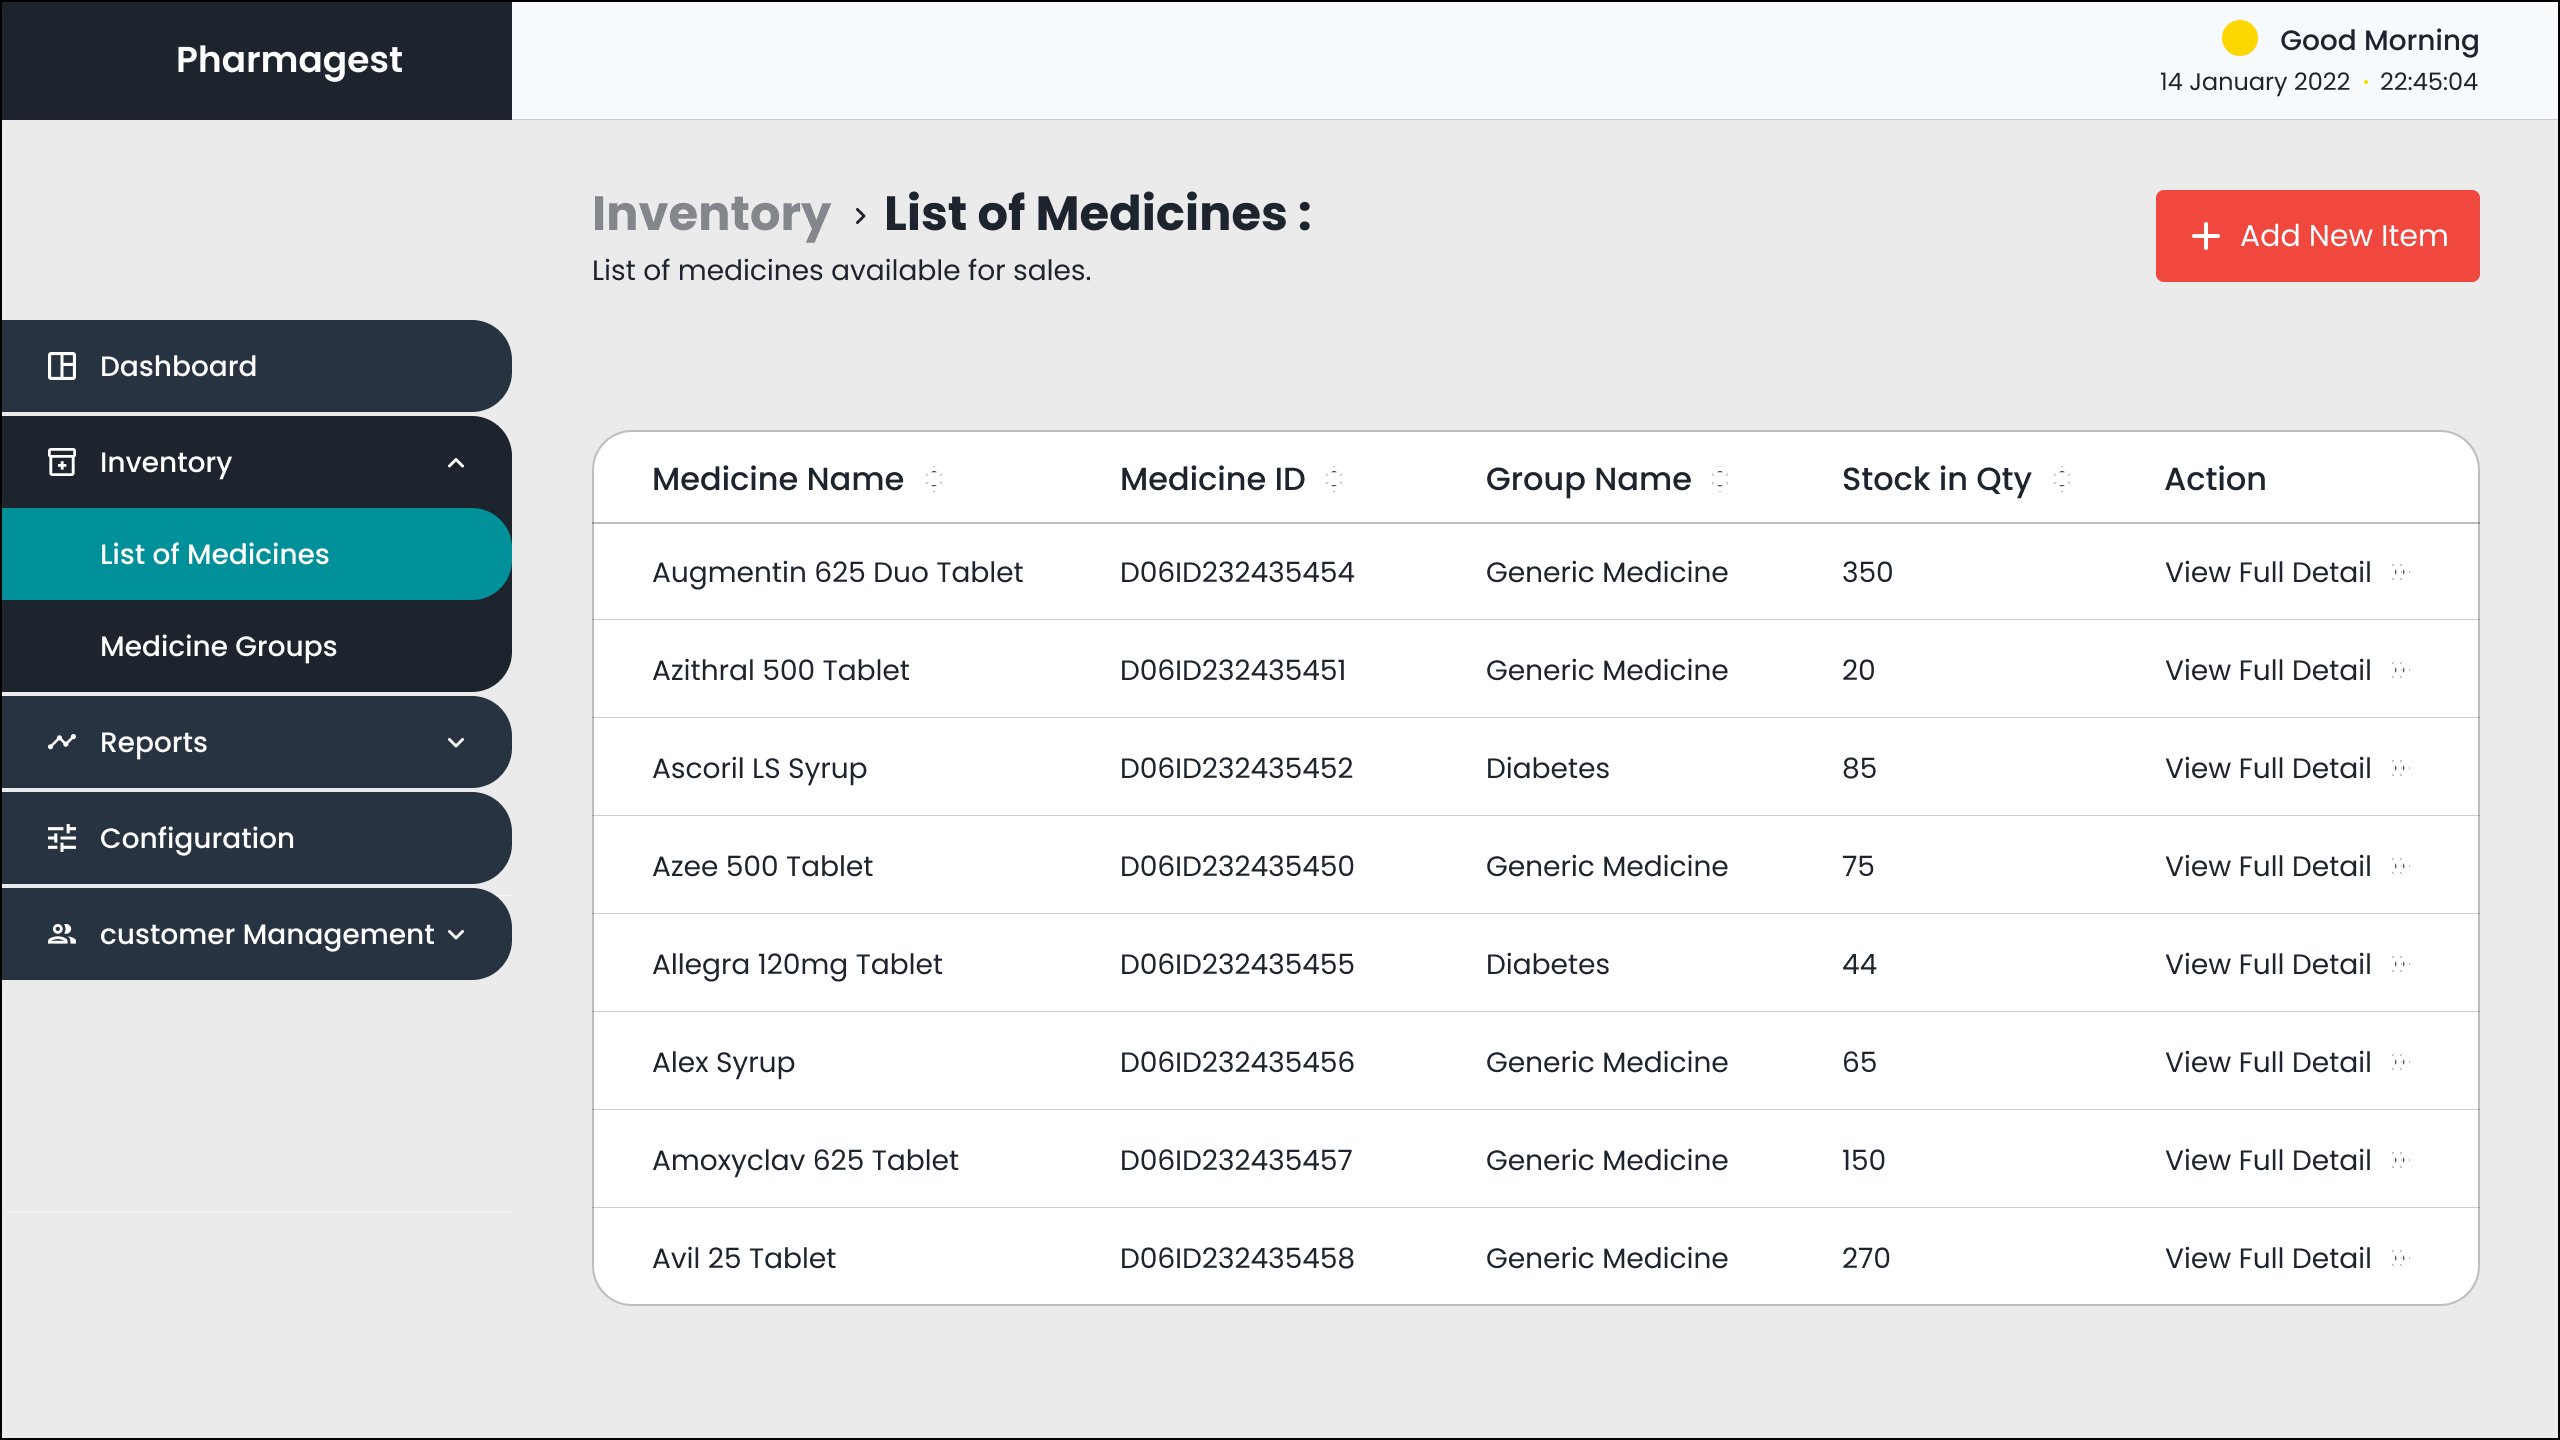 Pharmagest
Good Morning
14 January 2022 · 22:45:04
Inventory › List of Medicines :
List of medicines available for sales.
+ Add New Item
Dashboard
Inventory
List of Medicines
Medicine Groups
Reports
Configuration
customer Management
Medicine Name Medicine ID Group Name Stock in Qty Action
Augmentin 625 Duo Tablet D06ID232435454 Generic Medicine 350 View Full Detail
Azithral 500 Tablet D06ID232435451 Generic Medicine 20 View Full Detail
Ascoril LS Syrup D06ID232435452 Diabetes 85 View Full Detail
Azee 500 Tablet D06ID232435450 Generic Medicine 75 View Full Detail
Allegra 120mg Tablet D06ID232435455 Diabetes 44 View Full Detail
Alex Syrup D06ID232435456 Generic Medicine 65 View Full Detail
Amoxyclav 625 Tablet D06ID232435457 Generic Medicine 150 View Full Detail
Avil 25 Tablet D06ID232435458 Generic Medicine 270 View Full Detail